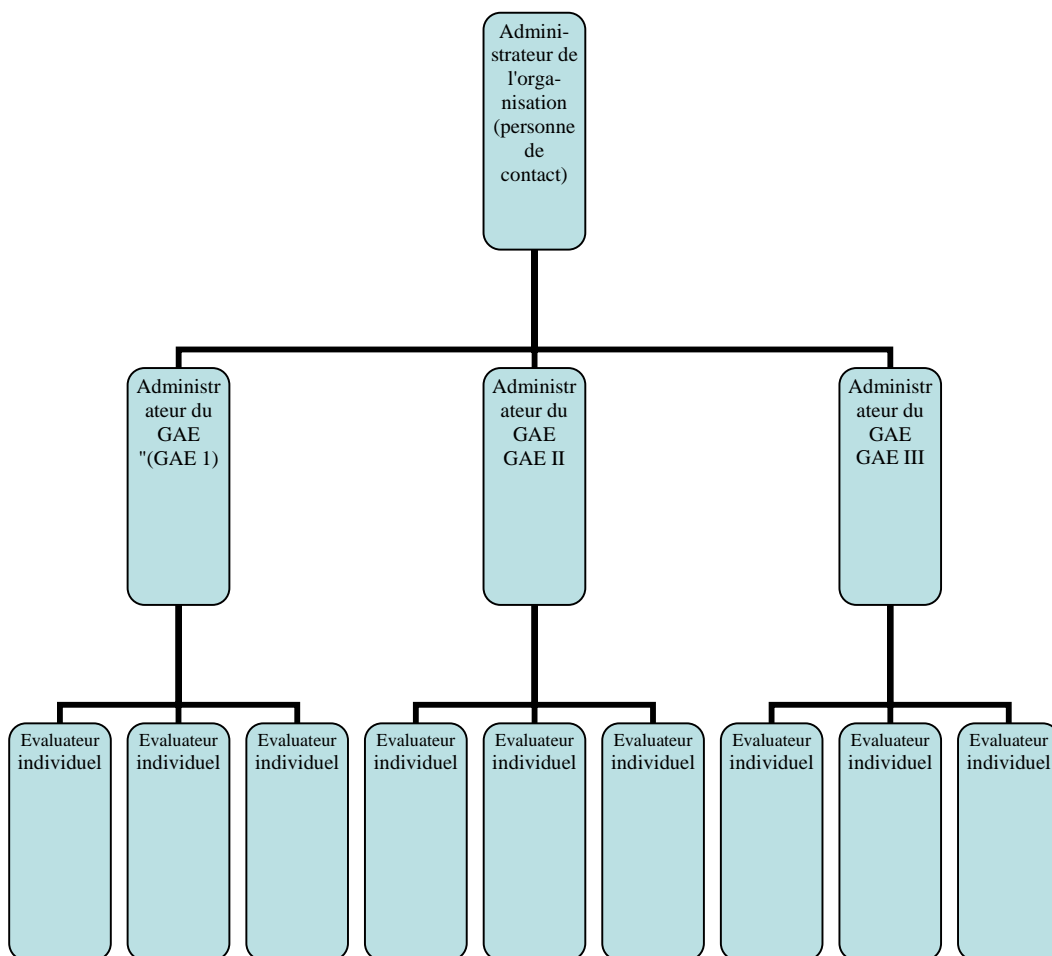 Admini-
strateur de
l'orga-
nisation
(personne
de
contact)
Administr
ateur du
GAE
"(GAE 1)
Administr
ateur du
GAE
GAE II
Administr
ateur du
GAE
GAE III
Evaluateur
individuel
Evaluateur
individuel
Evaluateur
individuel
Evaluateur
individuel
Evaluateur
individuel
Evaluateur
individuel
Evaluateur
individuel
Evaluateur
individuel
Evaluateur
individuel